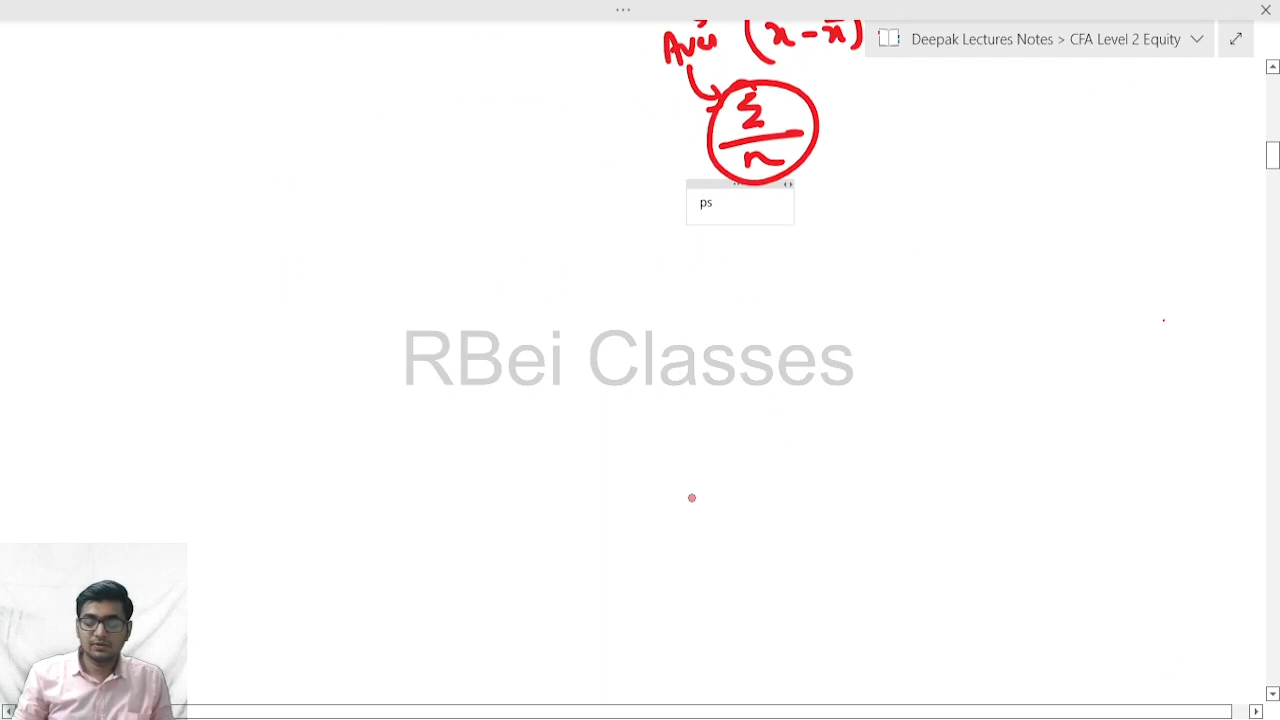 Avg (x - x̄)
Deepak Lectures Notes > CFA Level 2 Equity
Σ
n
ps
RBei Classes